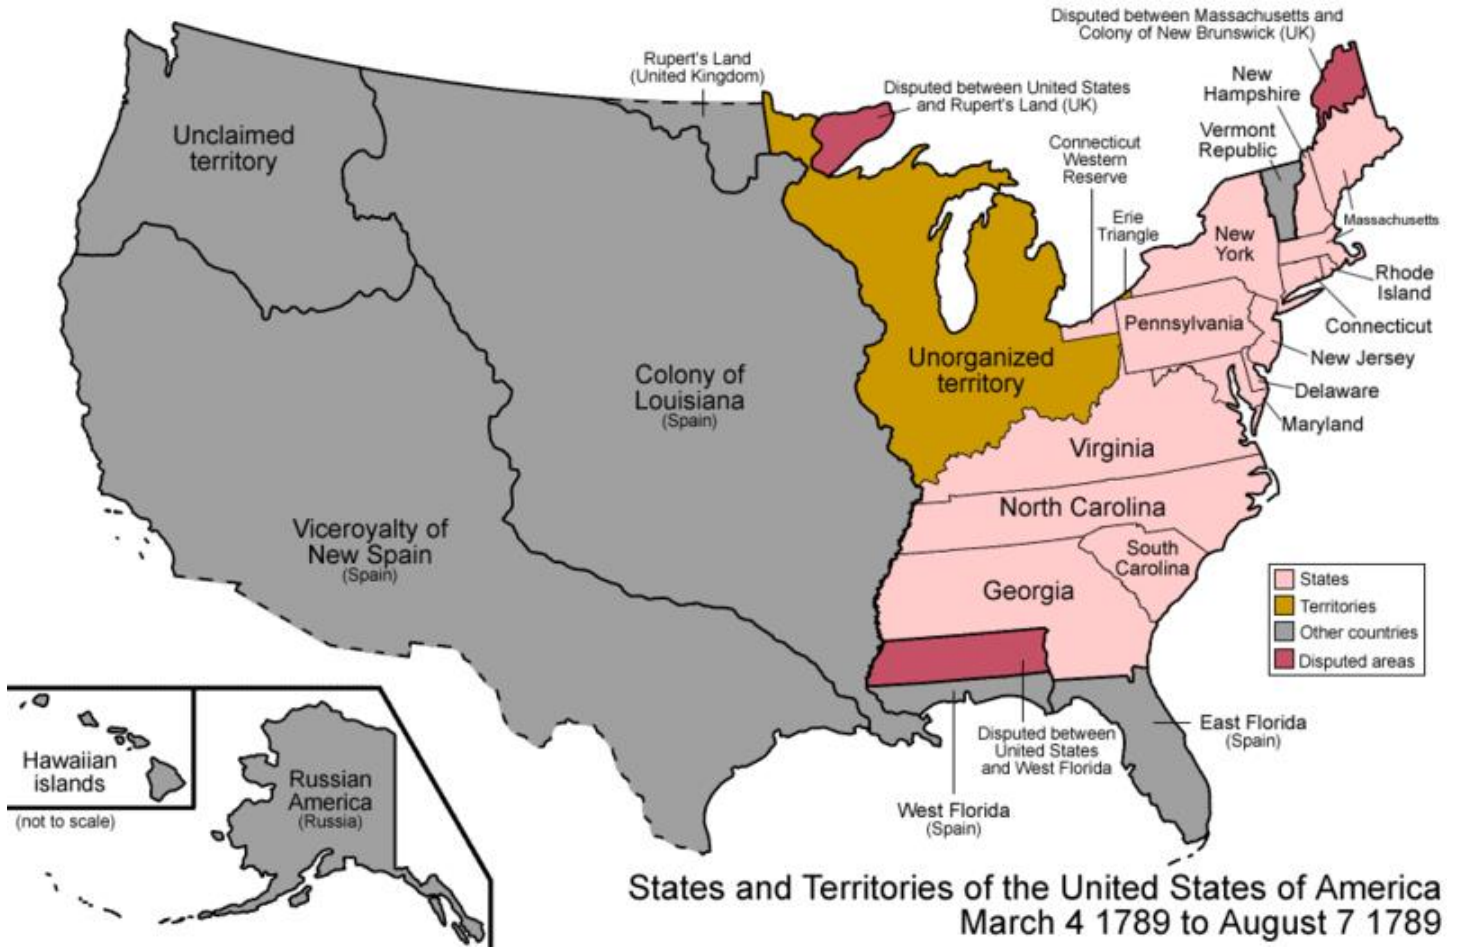 Disputed between Massachusetts and
Colony of New Brunswick (UK)
Rupert's Land
(United Kingdom)
Disputed between United States
and Rupert's Land (UK)
New
Hampshire
Vermont
Republic
Connecticut
Western
Reserve
Erie
Triangle
Unclaimed
territory
Massachusetts
New
York
Rhode
Island
Connecticut
Pennsylvania
New Jersey
Delaware
Maryland
Unorganized
territory
Colony of
Louisiana
(Spain)
Virginia
North Carolina
South
Carolina
Georgia
Viceroyalty of
New Spain
(Spain)
States
Territories
Other countries
Disputed areas
East Florida
(Spain)
Disputed between
United States
and West Florida
West Florida
(Spain)
Hawaiian
islands
(not to scale)
Russian
America
(Russia)
States and Territories of the United States of America
March 4 1789 to August 7 1789